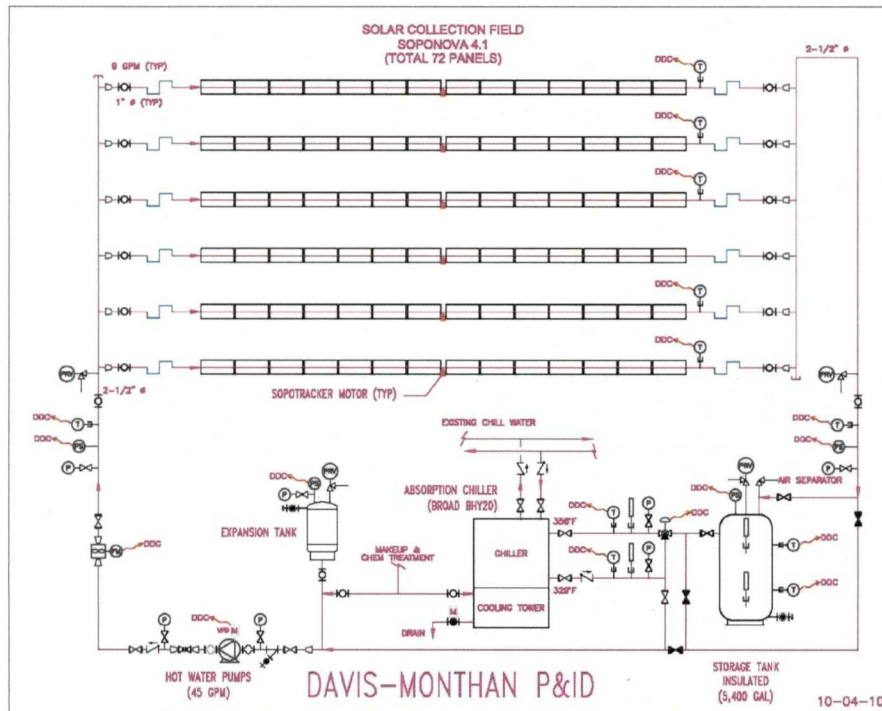 SOLAR COLLECTION FIELD
SOPONOVA 4.1
(TOTAL 72 PANELS)
DDC
T
2-1/2" ø
9 GPM (TYP)
1" ø (TYP)
DDC
T
DDC
T
DDC
T
DDC
T
PRV
2-1/2" ø
SOPOTRACKER MOTOR (TYP)
PRV
DDC
T
DDC
PS
P
DDC
T
DDC
PS
P
EXISTING CHILL WATER
ABSORPTION CHILLER
(BROAD BHY20)
DDC
PS
PRV
P
EXPANSION TANK
PRV
DDC
PS
AIR SEPARATOR
DDC
T
P
DDC
356°F
CHILLER
DDC
T
P
329°F
COOLING TOWER
DDC
T
DDC
T
FM
DDC
MAKEUP &
CHEM TREATMENT
M
DRAIN
P
DDC
VFD M
P
HOT WATER PUMPS
(45 GPM)
DAVIS-MONTHAN P&ID
STORAGE TANK
INSULATED
(5,400 GAL)
10-04-10